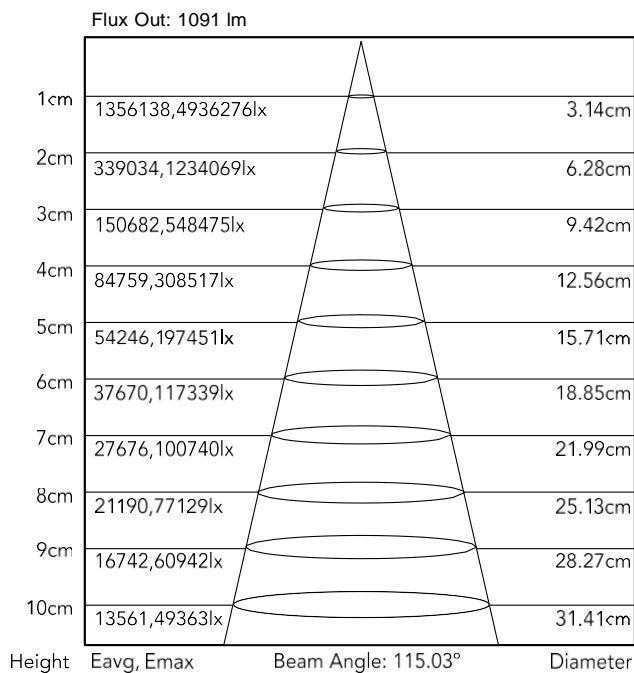 Flux Out: 1091 lm
1cm
1356138,4936276lx
3.14cm
2cm
339034,1234069lx
6.28cm
3cm
150682,548475lx
9.42cm
4cm
84759,308517lx
12.56cm
5cm
54246,197451lx
15.71cm
6cm
37670,117339lx
18.85cm
7cm
27676,100740lx
21.99cm
8cm
21190,77129lx
25.13cm
9cm
16742,60942lx
28.27cm
10cm
13561,49363lx
31.41cm
Height Eavg, Emax Beam Angle: 115.03º Diameter